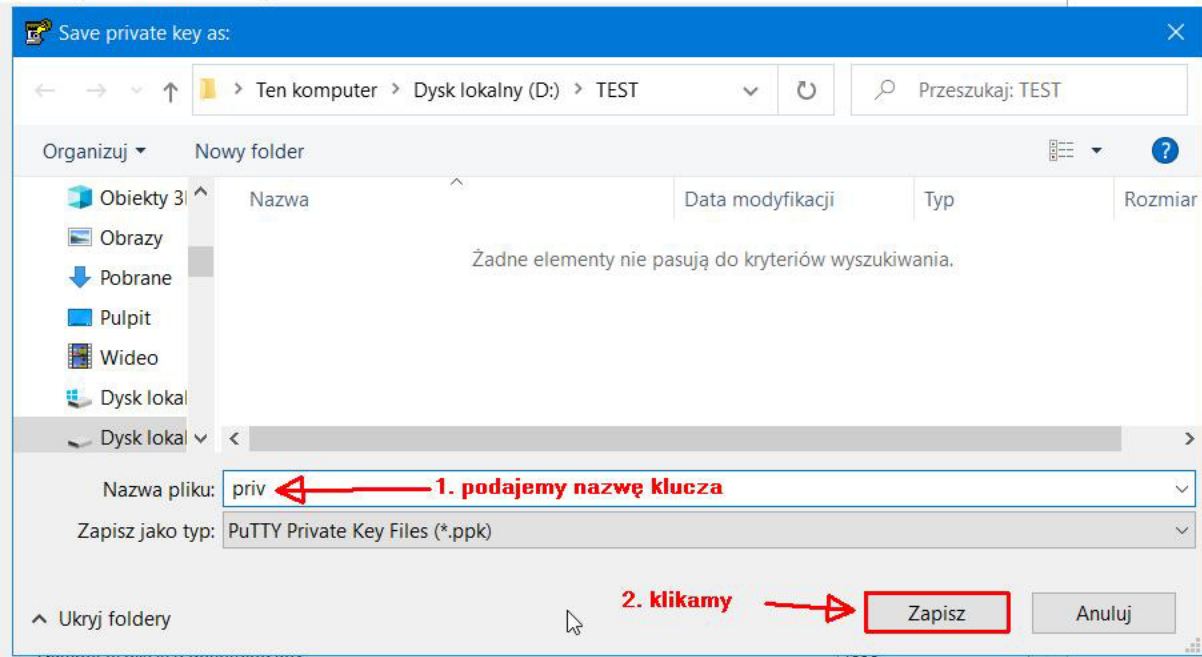 Save private key as:
Ten komputer > Dysk lokalny (D:) > TEST
Przeszukaj: TEST
Organizuj
Nowy folder
Obiekty 3
Obrazy
Pobrane
Pulpit
Wideo
Dysk lokal
Dysk lokal
Nazwa Data modyfikacji Typ Rozmiar
Żadne elementy nie pasują do kryteriów wyszukiwania.
Nazwa pliku: priv
1. podajemy nazwę klucza
Zapisz jako typ: PuTTY Private Key Files (*.ppk)
2. klikamy
Ukryj foldery
Zapisz
Anuluj